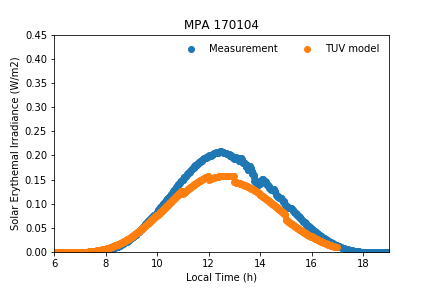 MPA 170104
Measurement TUV model
Solar Erythemal Irradiance (W/m2)
0.45
0.40
0.35
0.30
0.25
0.20
0.15
0.10
0.05
0.00
6 8 10 12 14 16 18
Local Time (h)